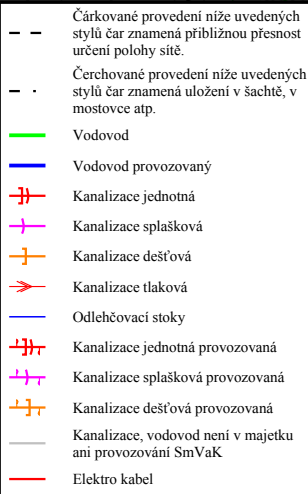 Čárkované provedení níže uvedených
stylů čar znamená přibližnou přesnost
určení polohy sítě.
Čerchované provedení níže uvedených
stylů čar znamená uložení v šachtě, v
mostovce atp.
Vodovod
Vodovod provozovaný
Kanalizace jednotná
Kanalizace splašková
Kanalizace dešťová
Kanalizace tlaková
Odlehčovací stoky
Kanalizace jednotná provozovaná
Kanalizace splašková provozovaná
Kanalizace dešťová provozovaná
Kanalizace, vodovod není v majetku
ani provozování SmVaK
Elektro kabel